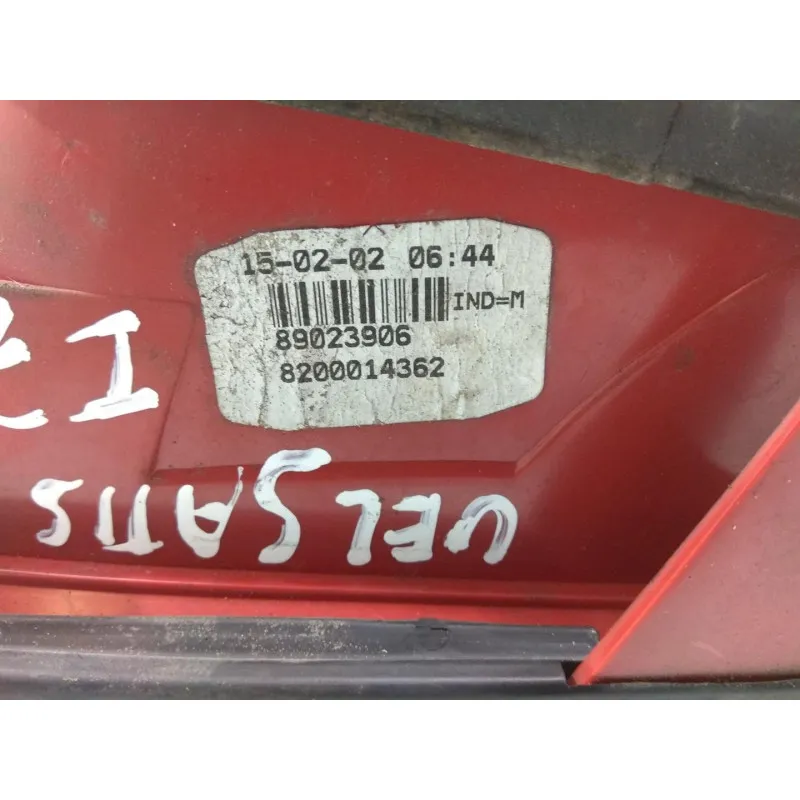 15-02-02 06:44
IND=M
89023906
8200014362
VELSATIS